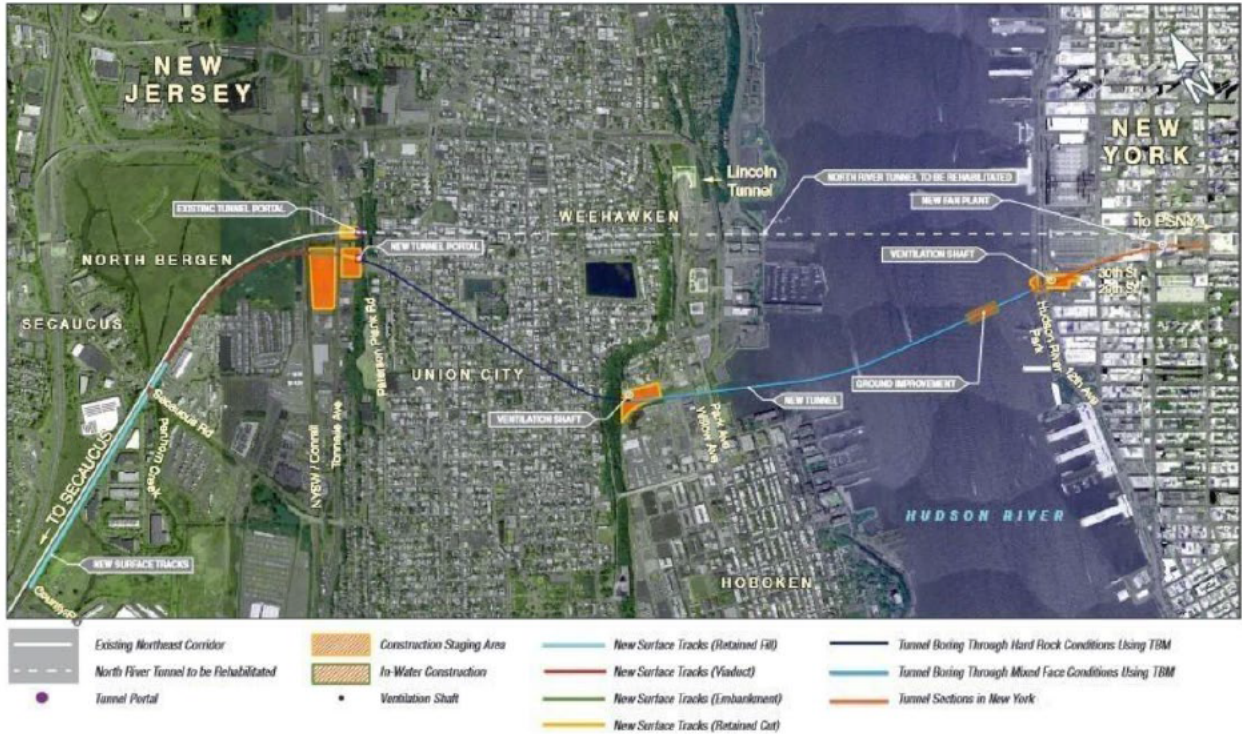 NEW
JERSEY
NEW
YORK
Lincoln
Tunnel
NORTH RIVER TUNNEL TO BE REHABILITATED
NEW FAN PLANT
EXISTING TUNNEL PORTAL
WEEHAWKEN
To PSNY
NEW TUNNEL PORTAL
NORTH BERGEN
VENTILATION SHAFT
30th St
29th St
Hudson River
Park
12th Ave
SECAUCUS
Paterson Plank Rd
UNION CITY
GROUND IMPROVEMENT
NEW TUNNEL
VENTILATION SHAFT
Secaucus Rd
Penhorn Creek
Tonnelle Ave
Park Ave
Willow Ave
TO SECAUCUS
HUDSON RIVER
NEW SURFACE TRACKS
HOBOKEN
Existing Northeast Corridor
North River Tunnel to be Rehabilitated
Tunnel Portal
Construction Staging Area
In-Water Construction
Ventilation Shaft
New Surface Tracks (Retained Fill)
New Surface Tracks (Viaduct)
New Surface Tracks (Embankment)
New Surface Tracks (Retained Cut)
Tunnel Boring Through Hard Rock Conditions Using TBM
Tunnel Boring Through Mixed Face Conditions Using TBM
Tunnel Sections in New York